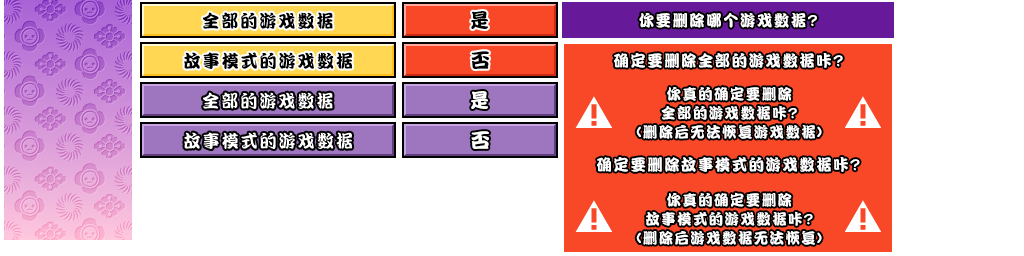 全部的游戏数据
故事模式的游戏数据
全部的游戏数据
故事模式的游戏数据
是
否
是
否
你要删除哪个游戏数据?
确定要删除全部的游戏数据咔?
你真的确定要删除
全部的游戏数据咔?
(删除后无法恢复游戏数据)
确定要删除故事模式的游戏数据咔?
你真的确定要删除
故事模式的游戏数据咔?
(删除后游戏数据无法恢复)